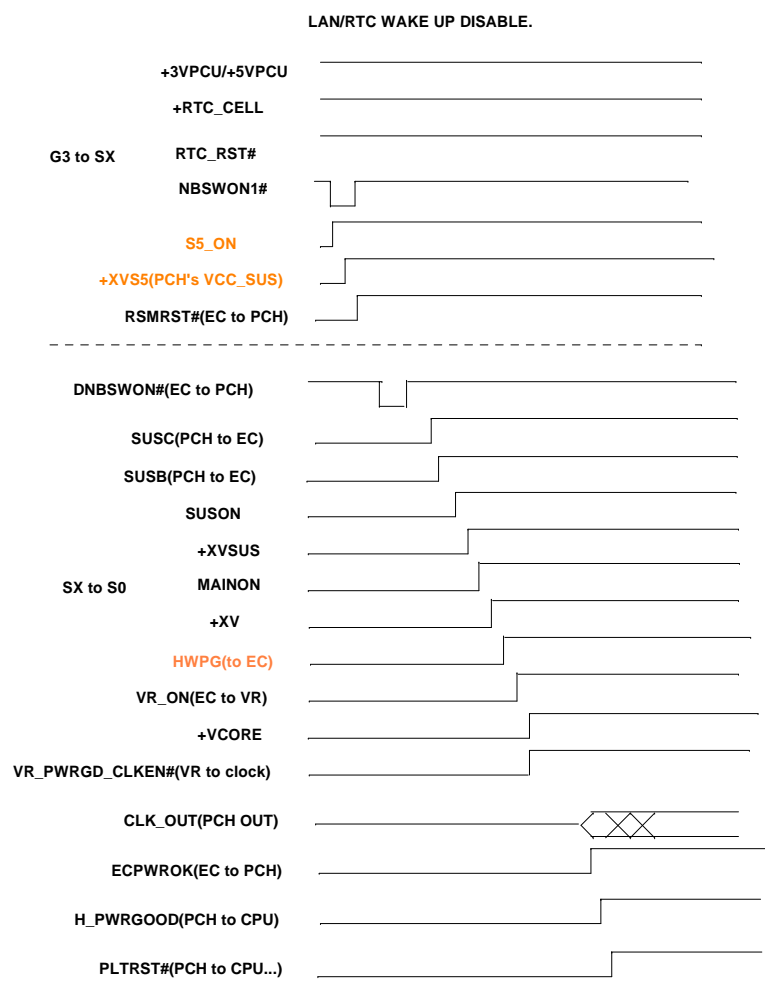 LAN/RTC WAKE UP DISABLE.
+3VPCU/+5VPCU
+RTC_CELL
G3 to SX
RTC_RST#
NBSWON1#
S5_ON
+XVS5(PCH's VCC_SUS)
RSMRST#(EC to PCH)
DNBSWON#(EC to PCH)
SUSC(PCH to EC)
SUSB(PCH to EC)
SUSON
+XVSUS
SX to S0
MAINON
+XV
HWPG(to EC)
VR_ON(EC to VR)
+VCORE
VR_PWRGD_CLKEN#(VR to clock)
CLK_OUT(PCH OUT)
ECPWROK(EC to PCH)
H_PWRGOOD(PCH to CPU)
PLTRST#(PCH to CPU...)